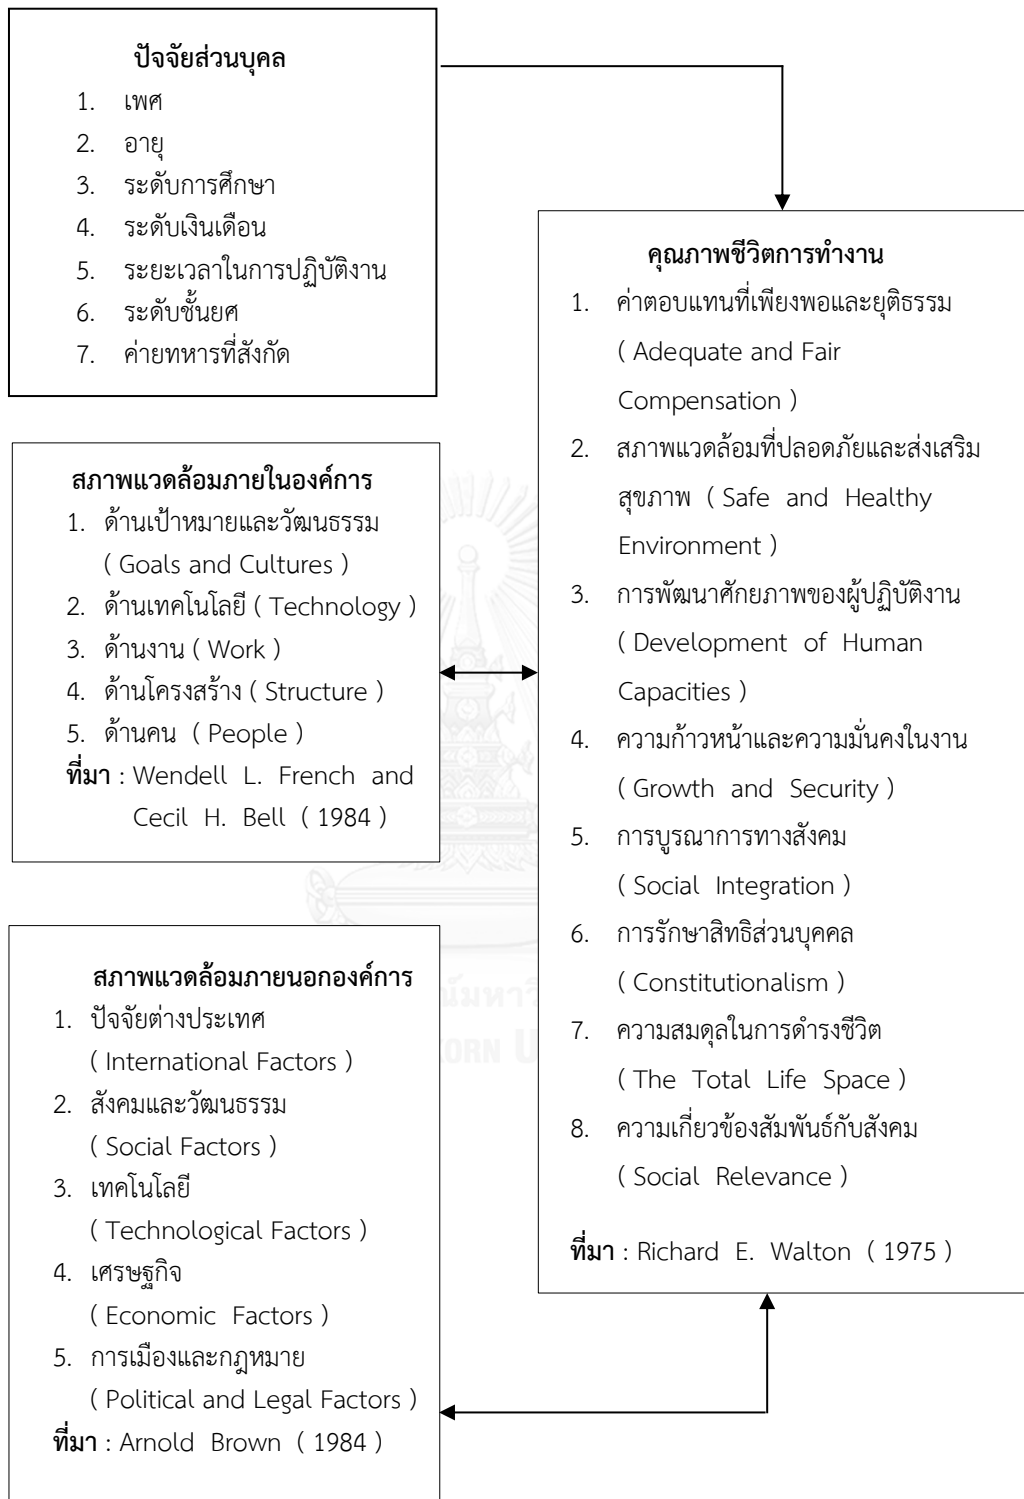 ปัจจัยส่วนบุคล
1. เพศ
2. อายุ
3. ระดับการศึกษา
4. ระดับเงินเดือน
5. ระยะเวลาในการปฏิบัติงาน
6. ระดับชั้นยศ
7. ค่ายทหารที่สังกัด
สภาพแวดล้อมภายในองค์การ
1. ด้านเป้าหมายและวัฒนธรรม
( Goals and Cultures )
2. ด้านเทคโนโลยี ( Technology )
3. ด้านงาน ( Work )
4. ด้านโครงสร้าง ( Structure )
5. ด้านคน ( People )
ที่มา : Wendell L. French and
Cecil H. Bell ( 1984 )
สภาพแวดล้อมภายนอกองค์การ
1. ปัจจัยต่างประเทศ
( International Factors )
2. สังคมและวัฒนธรรม
( Social Factors )
3. เทคโนโลยี
( Technological Factors )
4. เศรษฐกิจ
( Economic Factors )
5. การเมืองและกฎหมาย
( Political and Legal Factors )
ที่มา : Arnold Brown ( 1984 )
คุณภาพชีวิตการทำงาน
1. ค่าตอบแทนที่เพียงพอและยุติธรรม
( Adequate and Fair
Compensation )
2. สภาพแวดล้อมที่ปลอดภัยและส่งเสริม
สุขภาพ ( Safe and Healthy
Environment )
3. การพัฒนาศักยภาพของผู้ปฏิบัติงาน
( Development of Human
Capacities )
4. ความก้าวหน้าและความมั่นคงในงาน
( Growth and Security )
5. การบูรณาการทางสังคม
( Social Integration )
6. การรักษาสิทธิส่วนบุคคล
( Constitutionalism )
7. ความสมดุลในการดำรงชีวิต
( The Total Life Space )
8. ความเกี่ยวข้องสัมพันธ์กับสังคม
( Social Relevance )
ที่มา : Richard E. Walton ( 1975 )